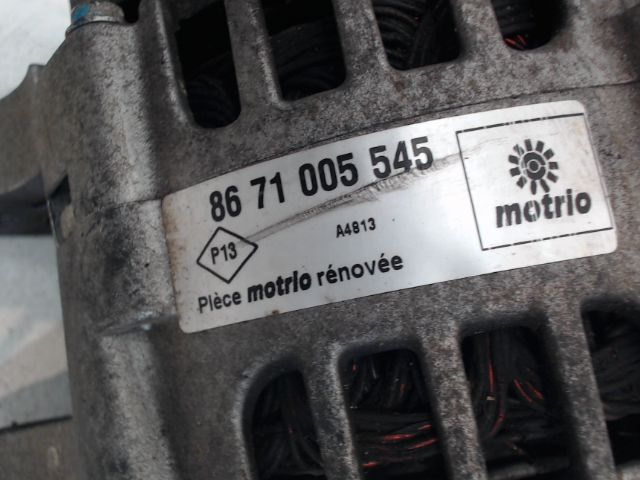 86 71 005 545
P13
A4813
Pièce motrio rénovée
motrio